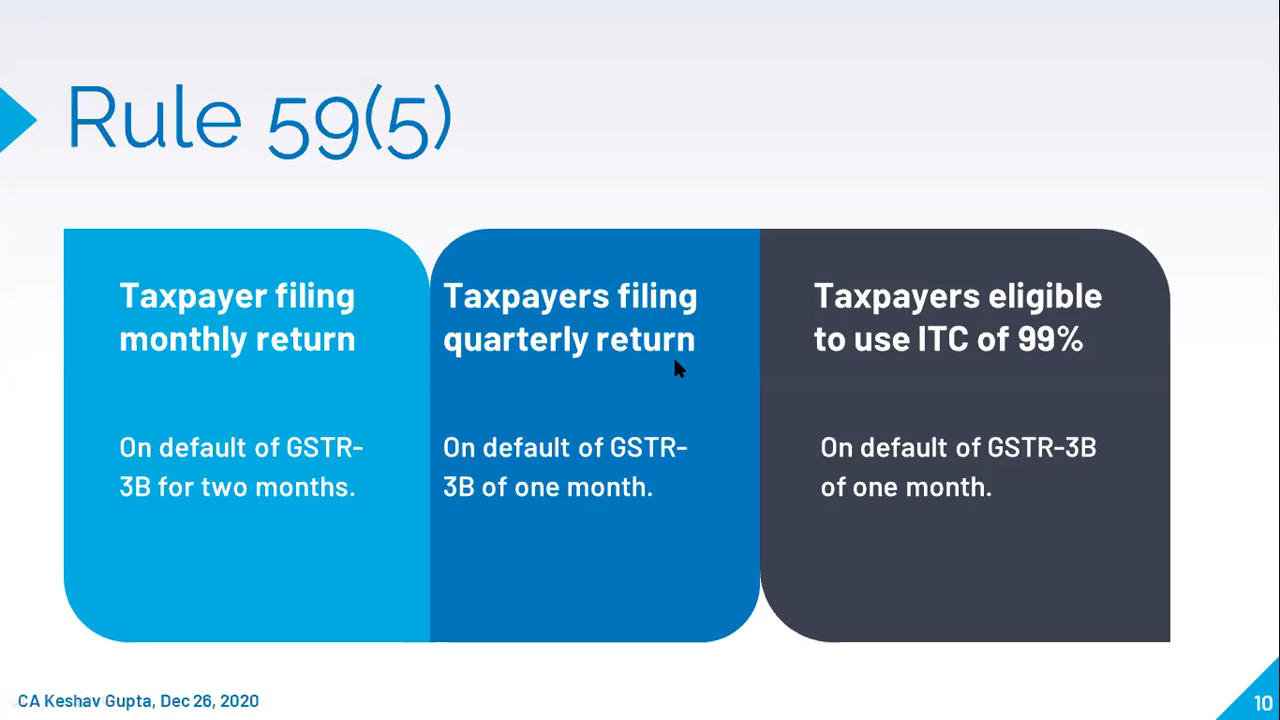 Rule 59(5)
Taxpayer filing
monthly return
On default of GSTR-
3B for two months.
Taxpayers filing
quarterly return
On default of GSTR-
3B of one month.
Taxpayers eligible
to use ITC of 99%
On default of GSTR-3B
of one month.
CA Keshav Gupta, Dec 26, 2020
10